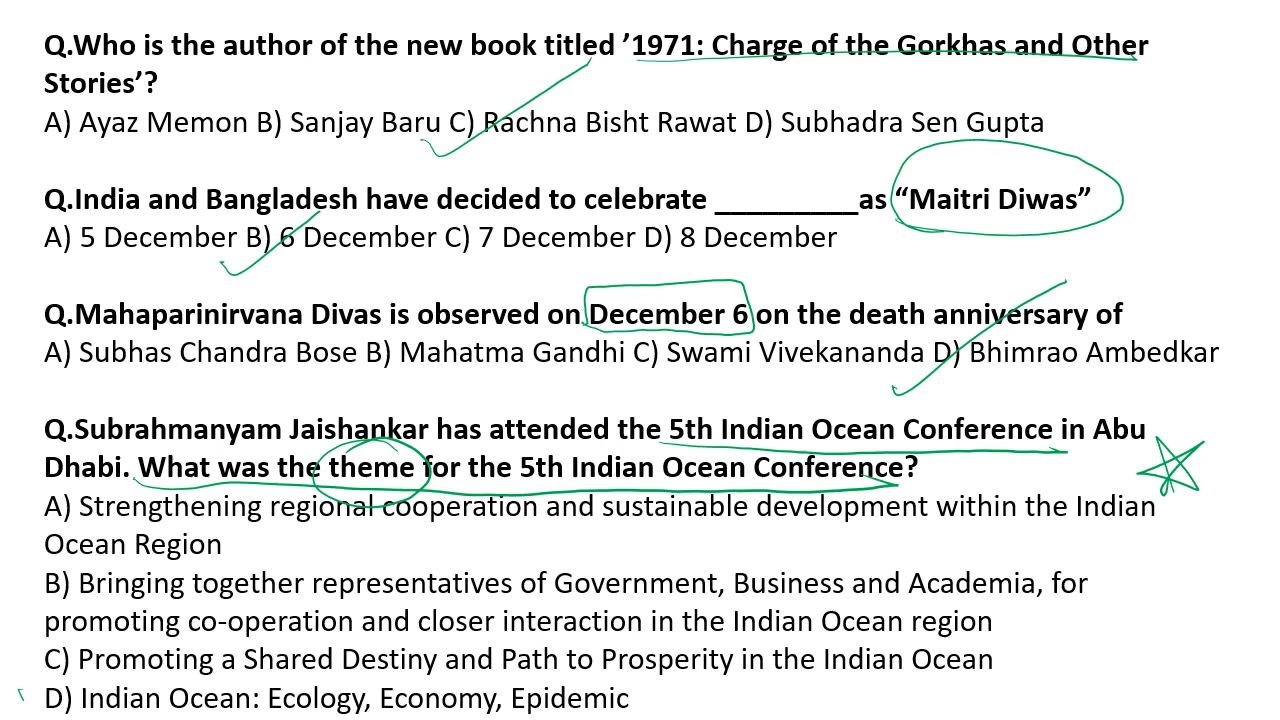 Q.Who is the author of the new book titled ’1971: Charge of the Gorkhas and Other
Stories’?
A) Ayaz Memon B) Sanjay Baru C) Rachna Bisht Rawat D) Subhadra Sen Gupta
Q.India and Bangladesh have decided to celebrate _________as “Maitri Diwas”
A) 5 December B) 6 December C) 7 December D) 8 December
Q.Mahaparinirvana Divas is observed on December 6 on the death anniversary of
A) Subhas Chandra Bose B) Mahatma Gandhi C) Swami Vivekananda D) Bhimrao Ambedkar
Q.Subrahmanyam Jaishankar has attended the 5th Indian Ocean Conference in Abu
Dhabi. What was the theme for the 5th Indian Ocean Conference?
A) Strengthening regional cooperation and sustainable development within the Indian
Ocean Region
B) Bringing together representatives of Government, Business and Academia, for
promoting co-operation and closer interaction in the Indian Ocean region
C) Promoting a Shared Destiny and Path to Prosperity in the Indian Ocean
D) Indian Ocean: Ecology, Economy, Epidemic